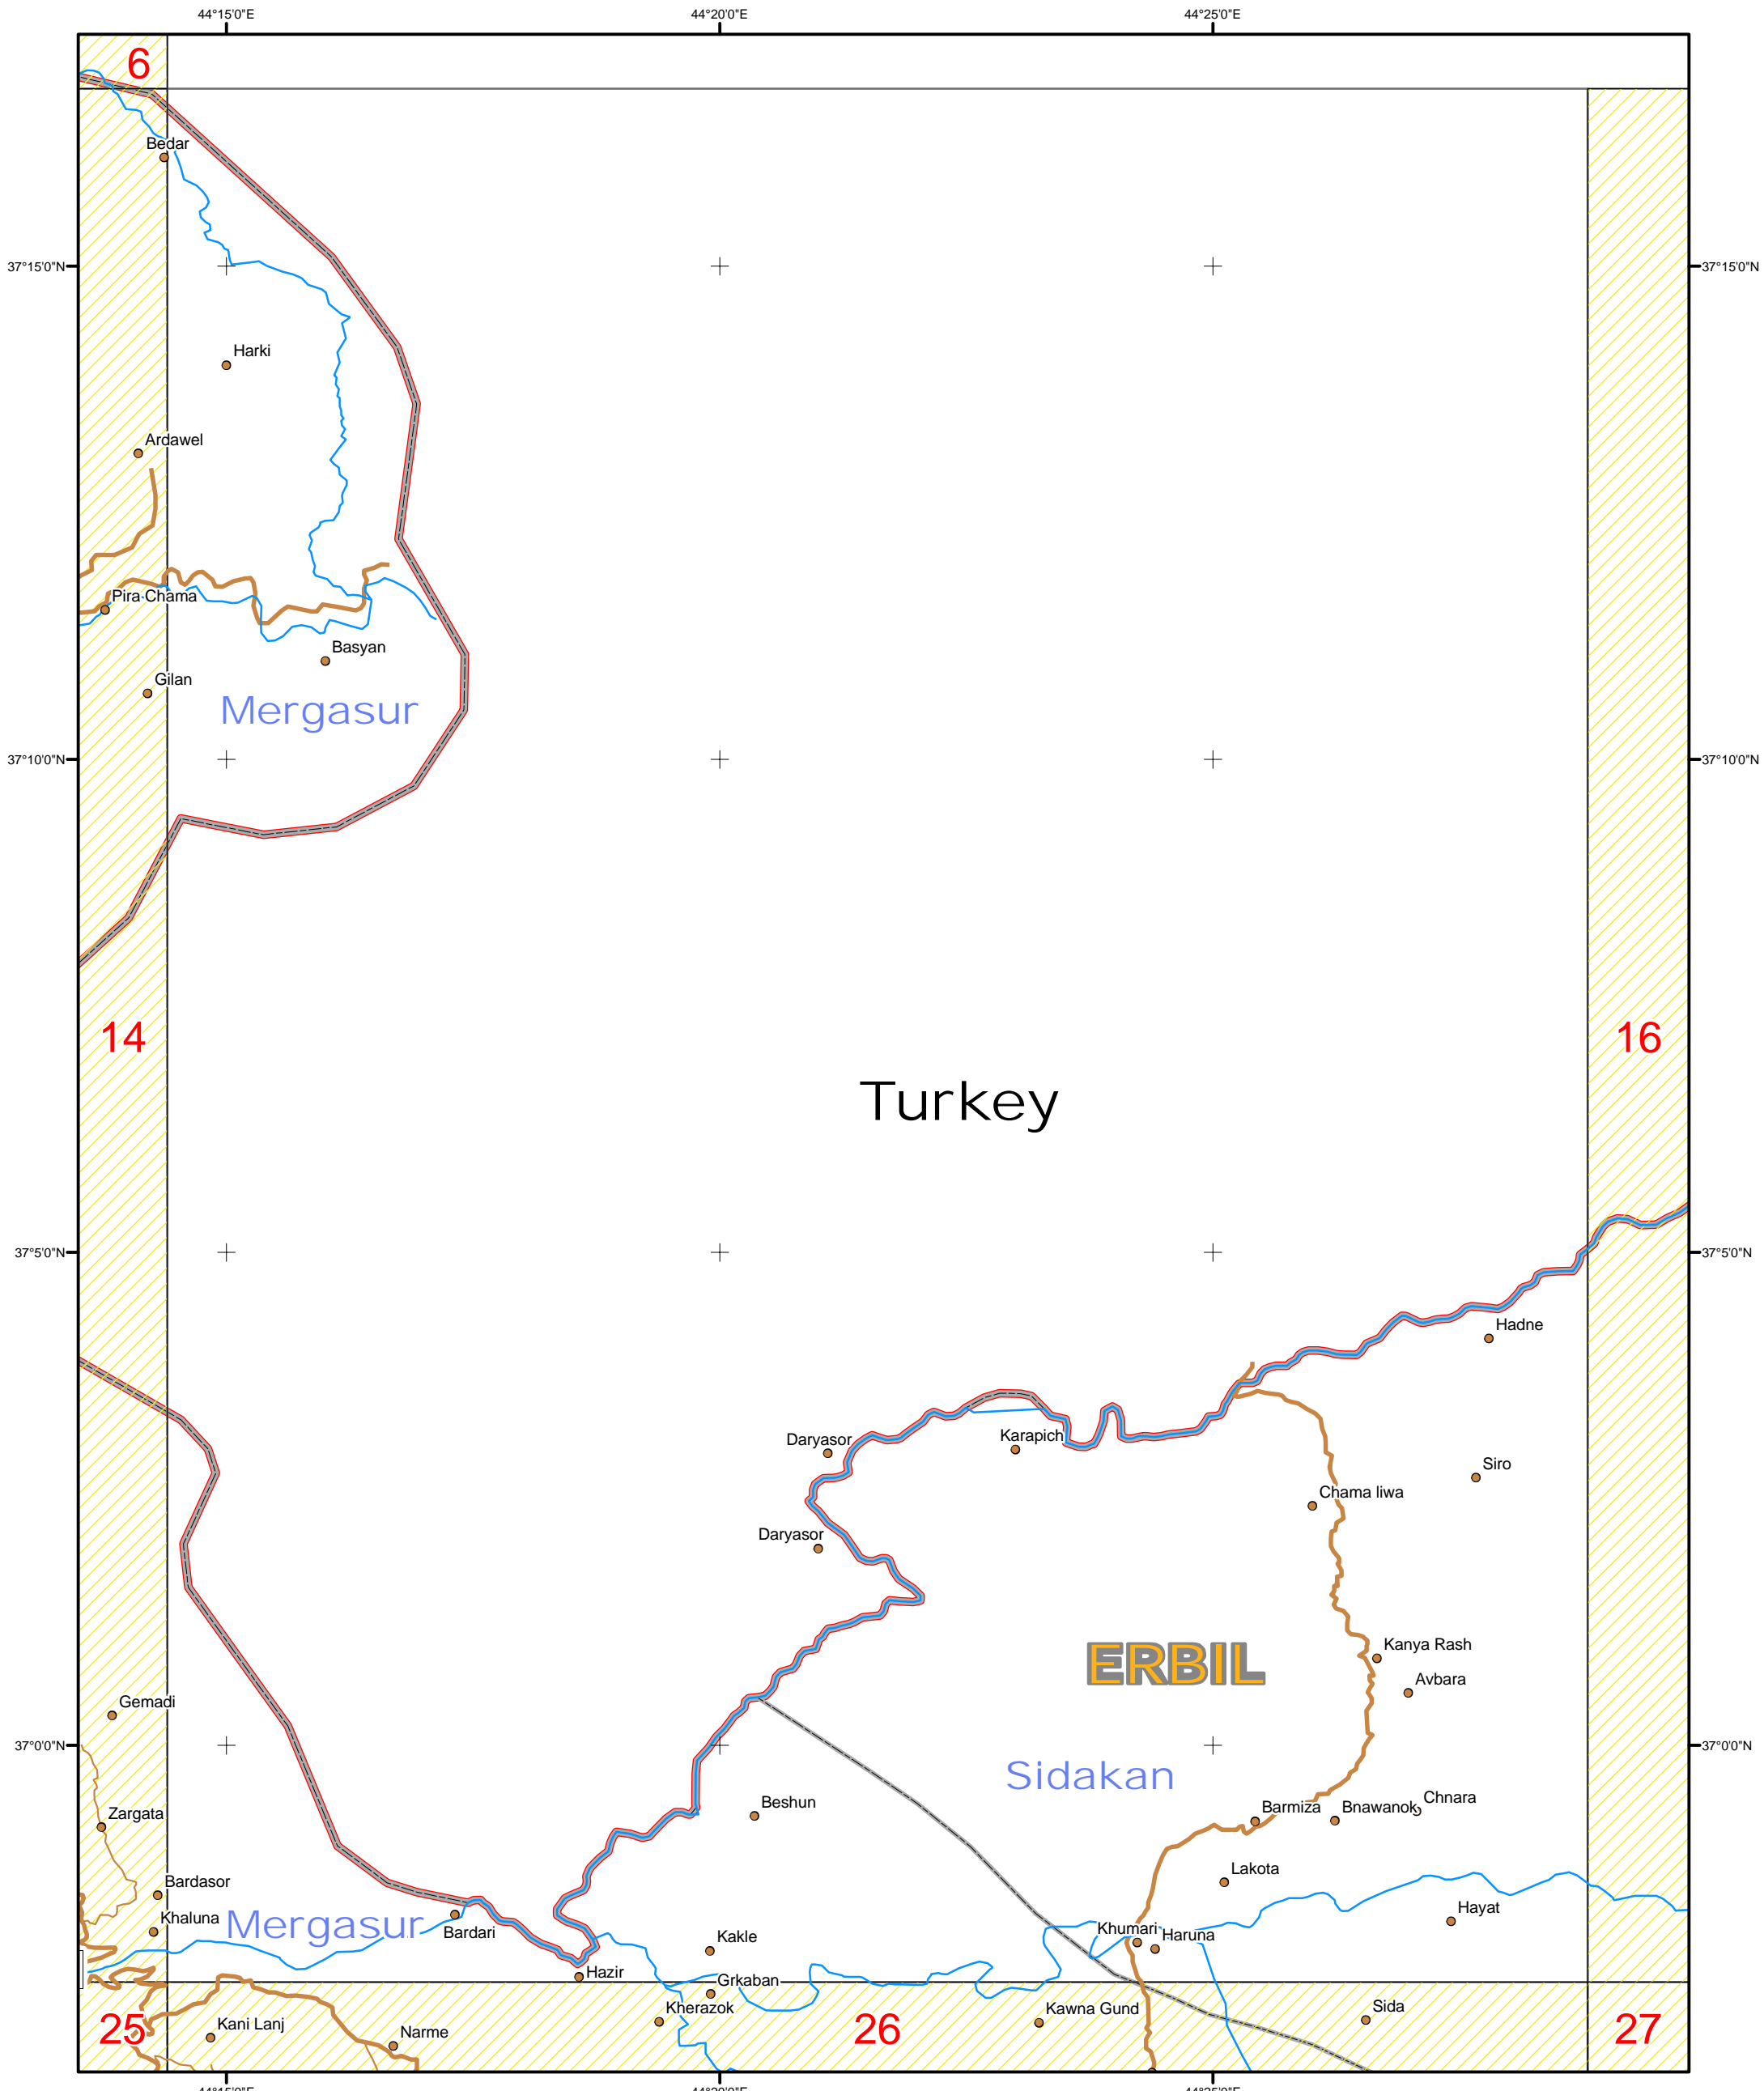 44°15'0"E
44°20'0"E
44°25'0"E
6
Bedar
37°15'0"N
37°15'0"N
Harki
Ardawel
Pira Chama
Basyan
Gilan
Mergasur
37°10'0"N
37°10'0"N
14
16
Turkey
37°5'0"N
37°5'0"N
Hadne
Karapich
Daryasor
Siro
Chama liwa
Daryasor
Kanya Rash
ERBIL
Avbara
Gemadi
37°0'0"N
37°0'0"N
Sidakan
Chnara
Beshun
Barmiza
Bnawanok
Zargata
Lakota
Bardasor
Hayat
Khaluna
Mergasur
Bardari
Khumari
Haruna
Kakle
Hazir
Grkaban
Kherazok
Kawna Gund
Sida
25
Kani Lanj
Narme
26
27